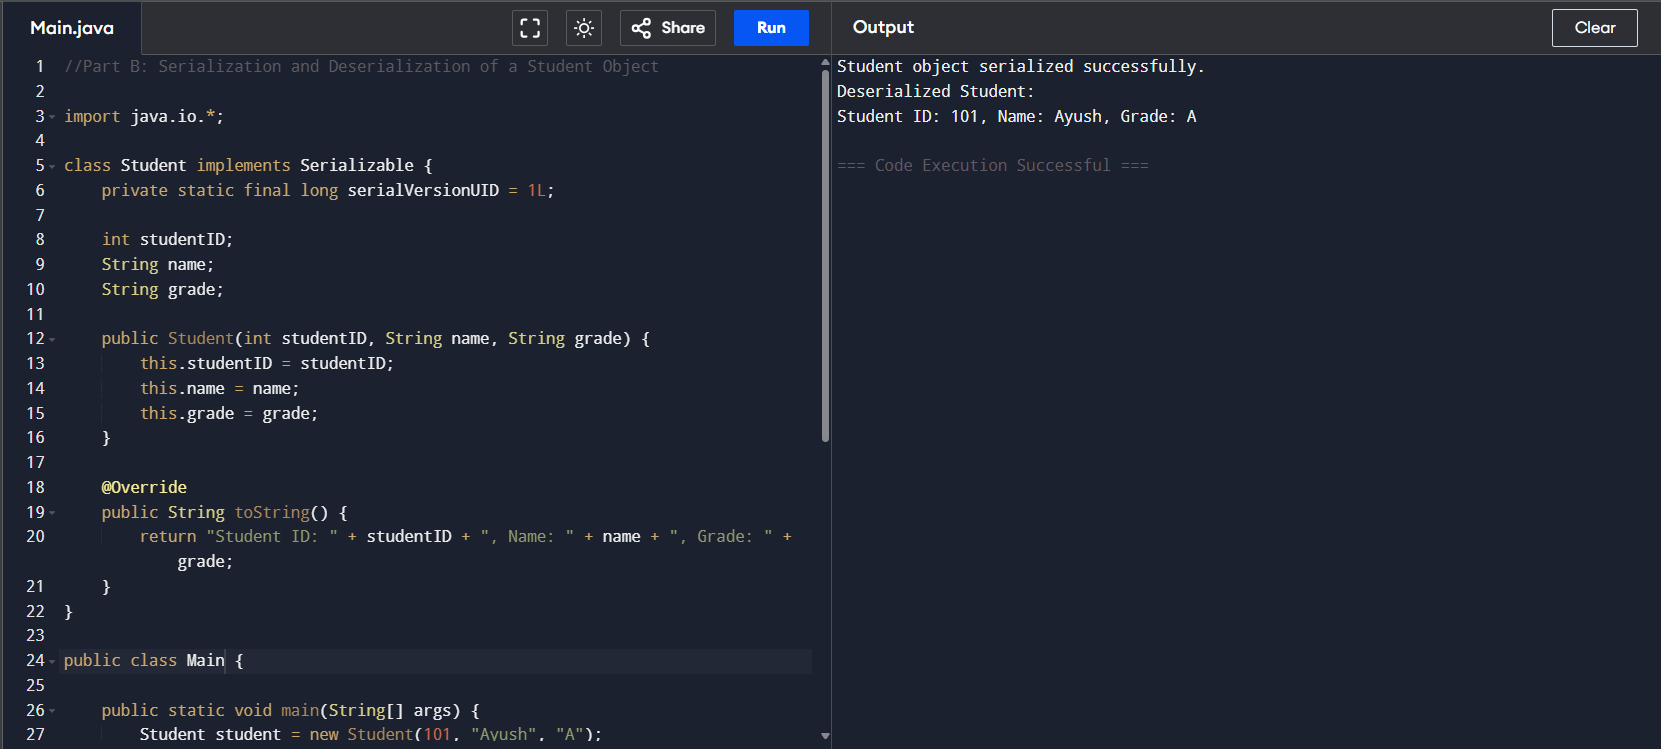 Main.java
Share
Run
Output
Clear
1 //Part B: Serialization and Deserialization of a Student Object
2
3 import java.io.*;
4
5 class Student implements Serializable {
6     private static final long serialVersionUID = 1L;
7
8     int studentID;
9     String name;
10     String grade;
11
12     public Student(int studentID, String name, String grade) {
13         this.studentID = studentID;
14         this.name = name;
15         this.grade = grade;
16     }
17
18     @Override
19     public String toString() {
20         return "Student ID: " + studentID + ", Name: " + name + ", Grade: " +
            grade;
21     }
22 }
23
24 public class Main {
25
26     public static void main(String[] args) {
27         Student student = new Student(101, "Ayush", "A");
Student object serialized successfully.
Deserialized Student:
Student ID: 101, Name: Ayush, Grade: A
=== Code Execution Successful ===